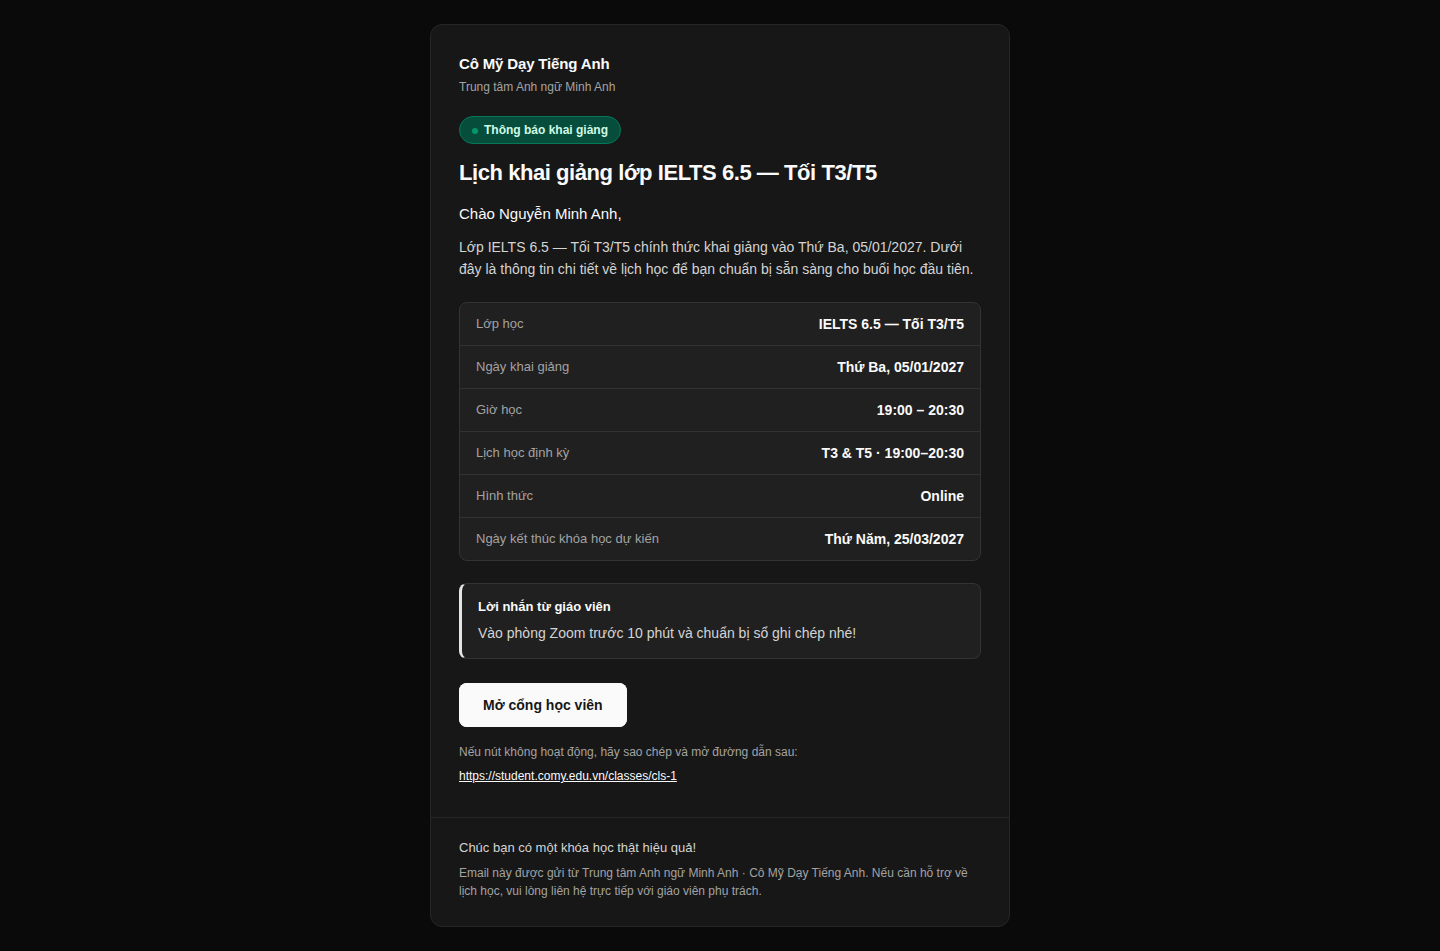 Cô Mỹ Dạy Tiếng Anh
Trung tâm Anh ngữ Minh Anh
Thông báo khai giảng
Lịch khai giảng lớp IELTS 6.5 — Tối T3/T5
Chào Nguyễn Minh Anh,
Lớp IELTS 6.5 — Tối T3/T5 chính thức khai giảng vào Thứ Ba, 05/01/2027. Dưới
đây là thông tin chi tiết về lịch học để bạn chuẩn bị sẵn sàng cho buổi học đầu tiên.
Lớp học IELTS 6.5 — Tối T3/T5
Ngày khai giảng Thứ Ba, 05/01/2027
Giờ học 19:00 – 20:30
Lịch học định kỳ T3 & T5 · 19:00–20:30
Hình thức Online
Ngày kết thúc khóa học dự kiến Thứ Năm, 25/03/2027
Lời nhắn từ giáo viên
Vào phòng Zoom trước 10 phút và chuẩn bị sổ ghi chép nhé!
Mở cổng học viên
Nếu nút không hoạt động, hãy sao chép và mở đường dẫn sau:
https://student.comy.edu.vn/classes/cls-1
Chúc bạn có một khóa học thật hiệu quả!
Email này được gửi từ Trung tâm Anh ngữ Minh Anh · Cô Mỹ Dạy Tiếng Anh. Nếu cần hỗ trợ về
lịch học, vui lòng liên hệ trực tiếp với giáo viên phụ trách.